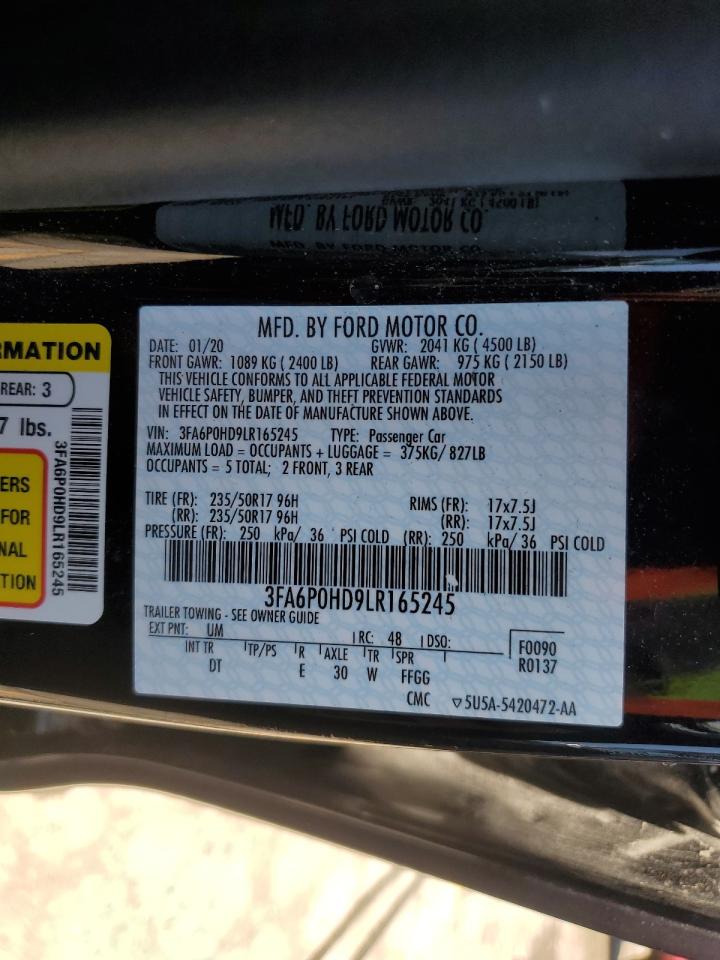 MFD. BY FORD MOTOR CO.
DATE: 01/20 GVWR: 2041 KG ( 4500 LB)
FRONT GAWR: 1089 KG ( 2400 LB) REAR GAWR: 975 KG ( 2150 LB)
THIS VEHICLE CONFORMS TO ALL APPLICABLE FEDERAL MOTOR
VEHICLE SAFETY, BUMPER, AND THEFT PREVENTION STANDARDS
IN EFFECT ON THE DATE OF MANUFACTURE SHOWN ABOVE.
VIN: 3FA6P0HD9LR165245 TYPE: Passenger Car
MAXIMUM LOAD = OCCUPANTS + LUGGAGE = 375KG/ 827LB
OCCUPANTS = 5 TOTAL; 2 FRONT, 3 REAR
TIRE (FR): 235/50R17 96H RIMS (FR): 17x7.5J
(RR): 235/50R17 96H (RR): 17x7.5J
PRESSURE (FR): 250 kPa/ 36 PSI COLD (RR): 250 kPa/ 36 PSI COLD
3FA6P0HD9LR165245
TRAILER TOWING - SEE OWNER GUIDE
EXT PNT: UM RC: 48 DSO: F0090
INT TR TP/PS R AXLE TR SPR R0137
DT E 30 W FFGG
CMC ▽5U5A-5420472-AA
RMATION
REAR: 3
7 lbs.
3FA6P0HD9LR165245
ERS
FOR
NAL
TION
MFD. BY FORD MOTOR CO.
GVWR: 2041 KG ( 4500 LB)